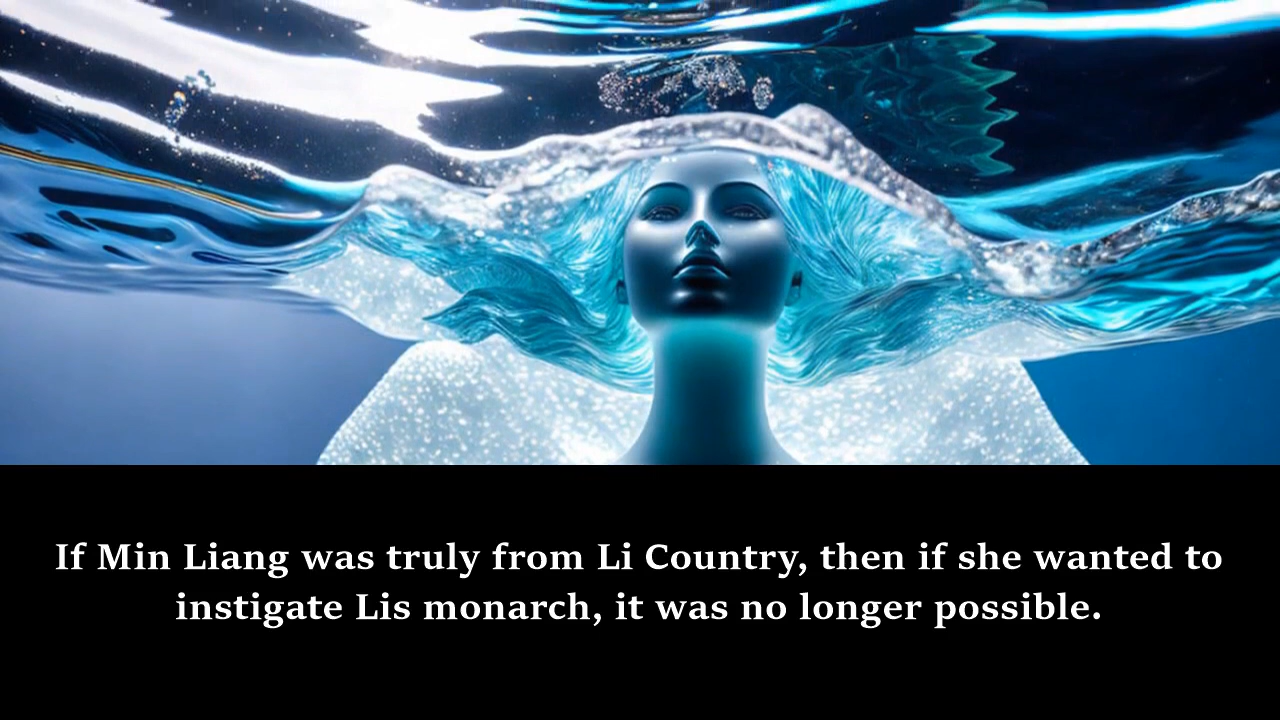 If Min Liang was truly from Li Country, then if she wanted to
instigate Lis monarch, it was no longer possible.